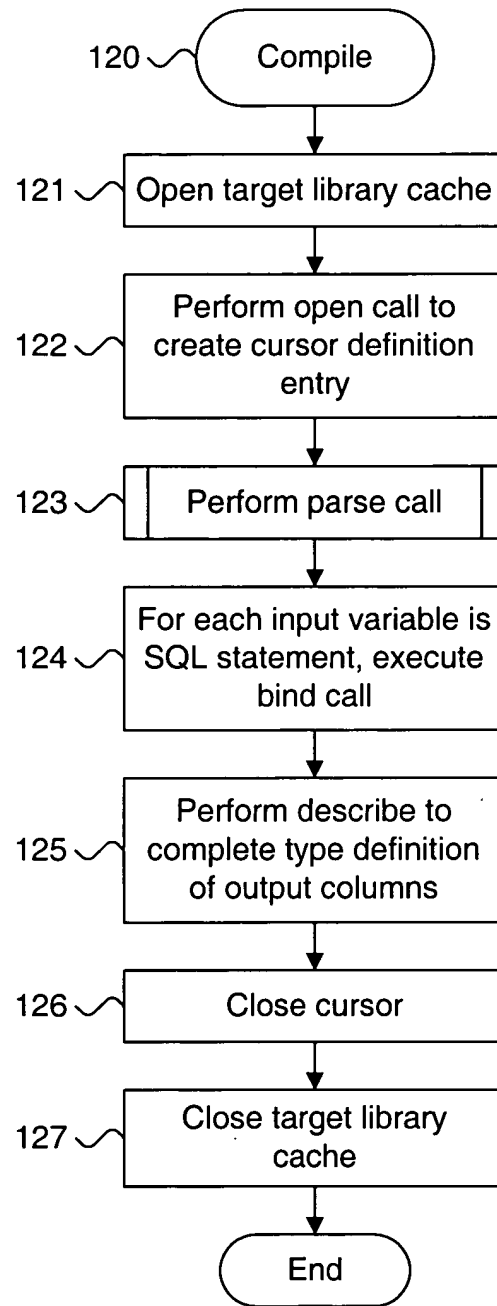 120
Compile
121
Open target library cache
122
Perform open call to
create cursor definition
entry
123
Perform parse call
124
For each input variable is
SQL statement, execute
bind call
125
Perform describe to
complete type definition
of output columns
126
Close cursor
127
Close target library
cache
End